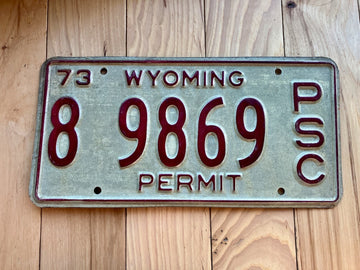 73 WYOMING
8 9869 PSC
PERMIT